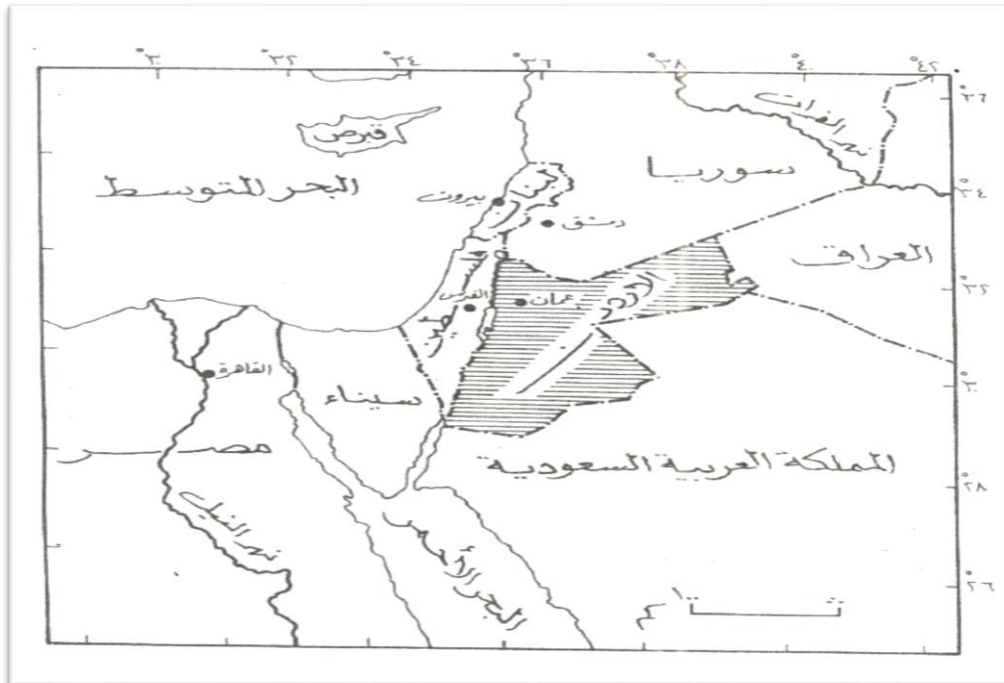 °٣٠ °٣٢ °٣٤ °٣٦ °٣٨ °٤٠ °٤٢
°٣٦
نهر الفرات
قبرص
سوريا
البحر المتوسط
°٣٤
بيروت
دمشق
العراق
°٣٢
الأردن
عمان
القدس
القاهرة
°٣٠
سيناء
مصر
المملكة العربية السعودية
°٢٨
نهر النيل
البحر الأحمر
°٢٦